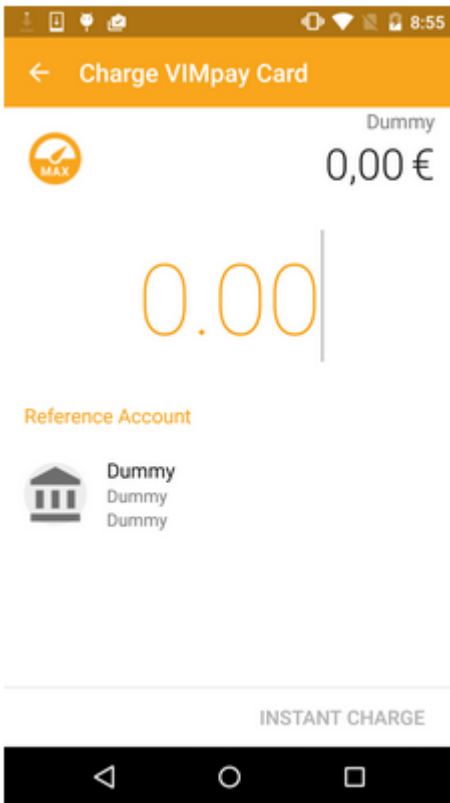 8:55
Charge VIMpay Card
Dummy
MAX
0,00 €
0.00
Reference Account
Dummy
Dummy
Dummy
INSTANT CHARGE